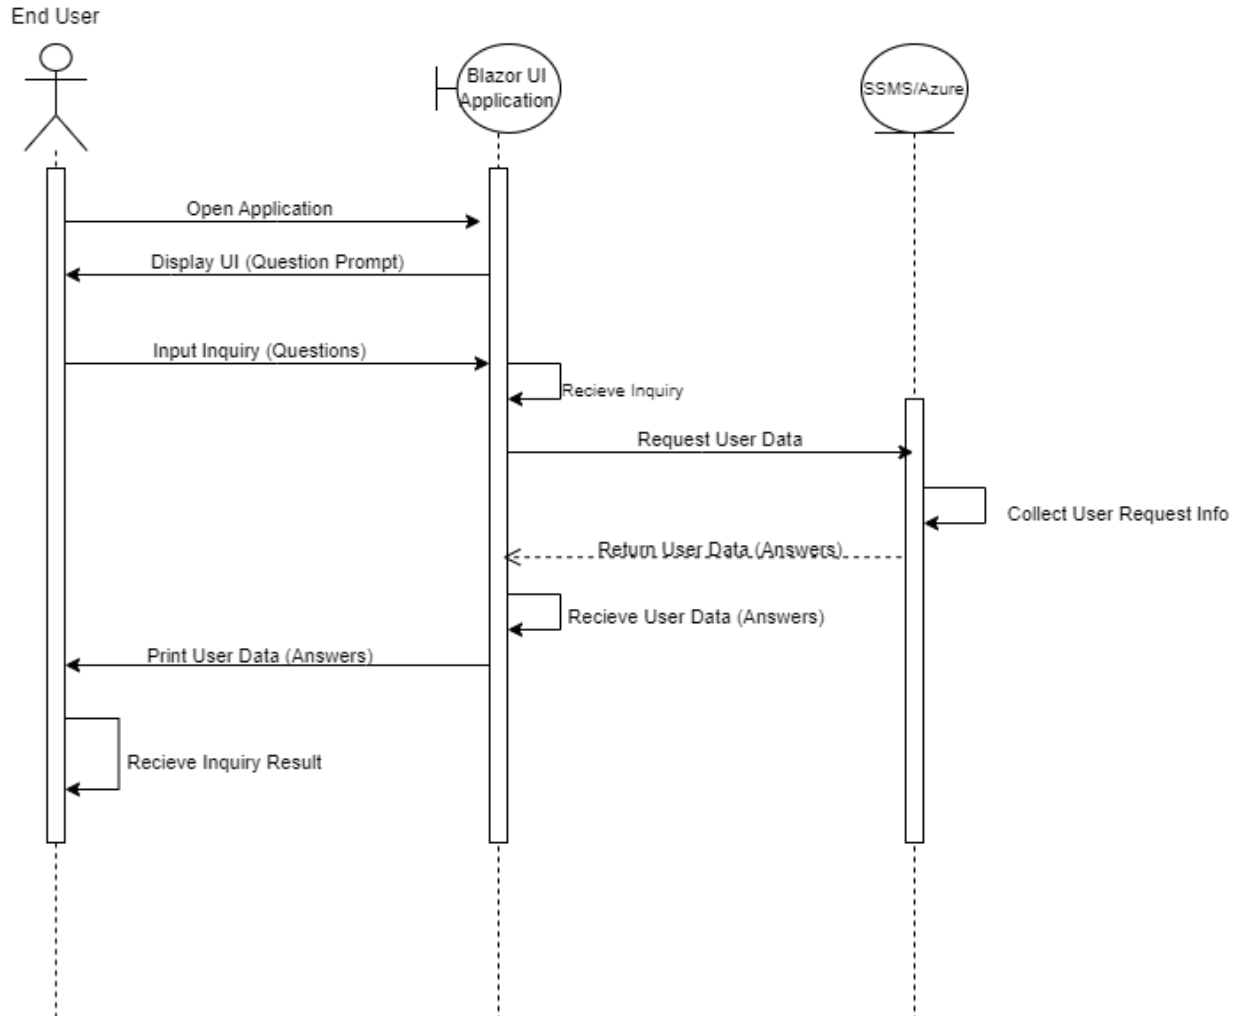 End User
Blazor UI
Application
SSMS/Azure
Open Application
Display UI (Question Prompt)
Input Inquiry (Questions)
Recieve Inquiry
Request User Data
Collect User Request Info
Return User Data (Answers)
Recieve User Data (Answers)
Print User Data (Answers)
Recieve Inquiry Result